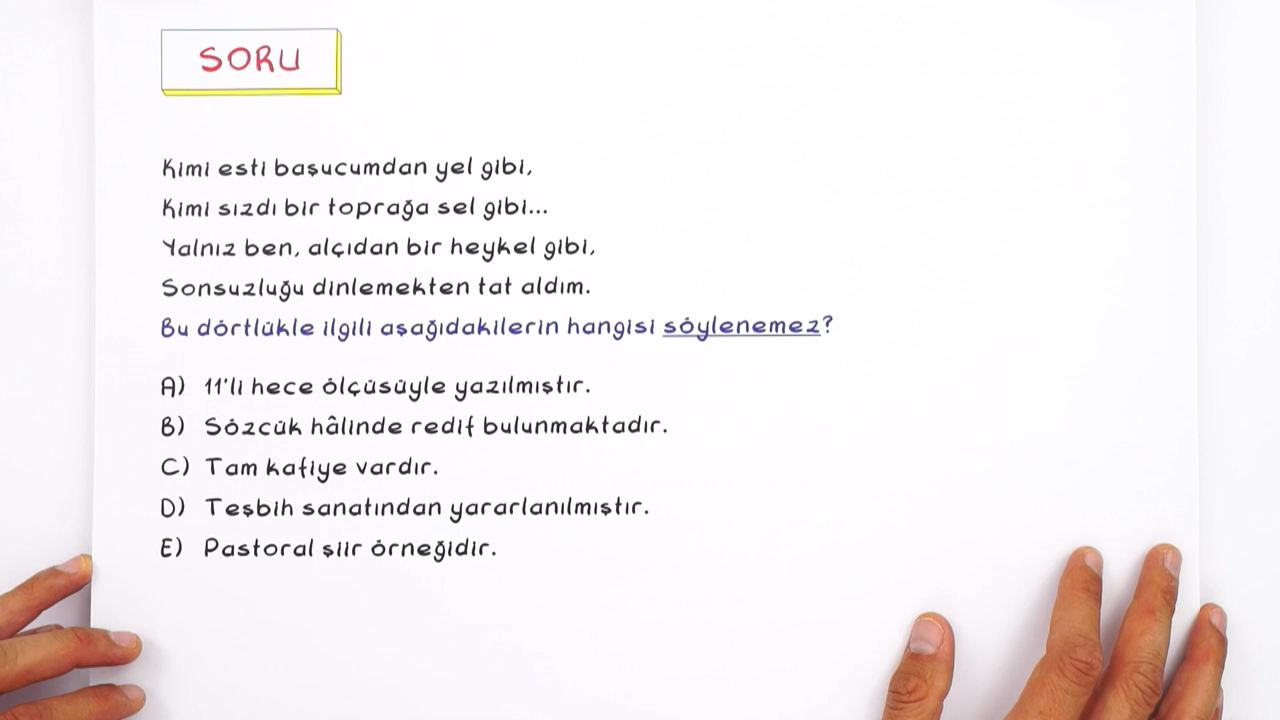 SORU
Kimi esti başucumdan yel gibi,
Kimi sızdı bir toprağa sel gibi...
Yalnız ben, alçıdan bir heykel gibi,
Sonsuzluğu dinlemekten tat aldım.
Bu dörtlükle ilgili aşağıdakilerin hangisi söylenemez?
A) 11'li hece ölçüsüyle yazılmıştır.
B) Sözcük hâlinde redif bulunmaktadır.
C) Tam kafiye vardır.
D) Teşbih sanatından yararlanılmıştır.
E) Pastoral şiir örneğidir.